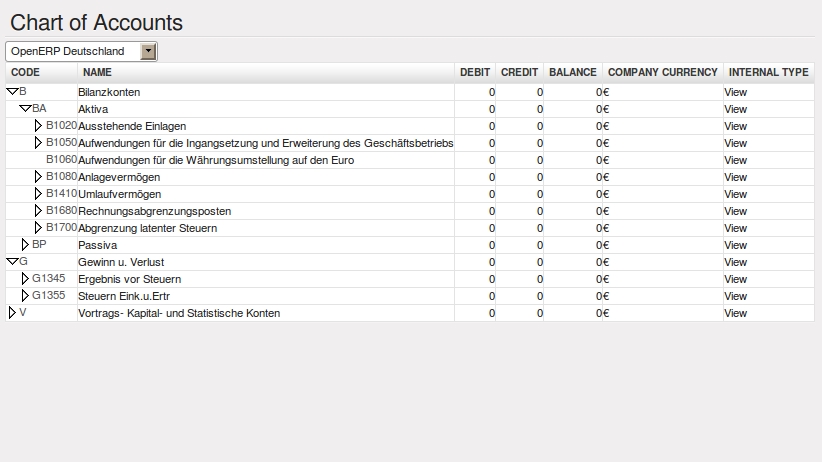 Chart of Accounts
OpenERP Deutschland
CODE NAME DEBIT CREDIT BALANCE COMPANY CURRENCY INTERNAL TYPE
B Bilanzkonten 0 0 0 € View
BA Aktiva 0 0 0 € View
B1020 Ausstehende Einlagen 0 0 0 € View
B1050 Aufwendungen für die Ingangsetzung und Erweiterung des Geschäftsbetriebs 0 0 0 € View
B1060 Aufwendungen für die Währungsumstellung auf den Euro 0 0 0 € View
B1080 Anlagevermögen 0 0 0 € View
B1410 Umlaufvermögen 0 0 0 € View
B1680 Rechnungsabgrenzungsposten 0 0 0 € View
B1700 Abgrenzung latenter Steuern 0 0 0 € View
BP Passiva 0 0 0 € View
G Gewinn u. Verlust 0 0 0 € View
G1345 Ergebnis vor Steuern 0 0 0 € View
G1355 Steuern Eink.u.Ertr 0 0 0 € View
V Vortrags- Kapital- und Statistische Konten 0 0 0 € View